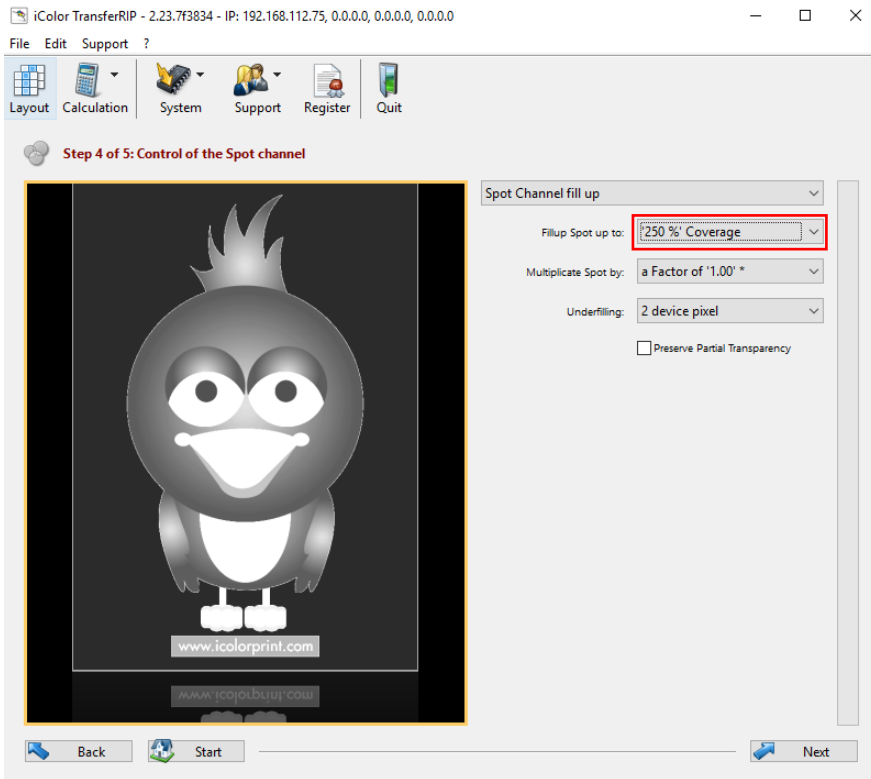 iColor TransferRIP - 2.23.7f3834 - IP: 192.168.112.75, 0.0.0.0, 0.0.0.0, 0.0.0.0
File Edit Support ?
Layout Calculation System Support Register Quit
Step 4 of 5: Control of the Spot channel
Spot Channel fill up
Fillup Spot up to: '250 %' Coverage
Multiplicate Spot by: a Factor of '1.00' *
Underfilling: 2 device pixel
Preserve Partial Transparency
www.icolorprint.com
www.icolorprint.com
Back Start Next